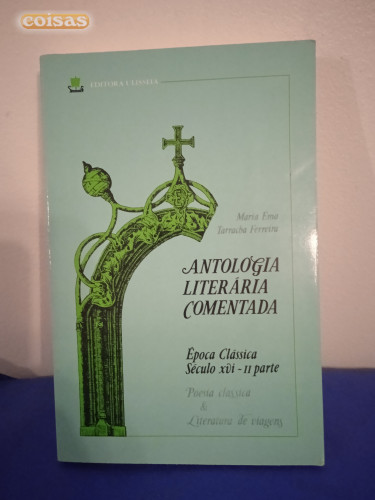 coisas
EDITORA ULISSEIA
Maria Ema
Tarracha Ferreira
ANTOLOGIA
LITERÁRIA
COMENTADA
Época Clássica
Século XVI - II parte
Poesia classica
&
Literatura de viagens